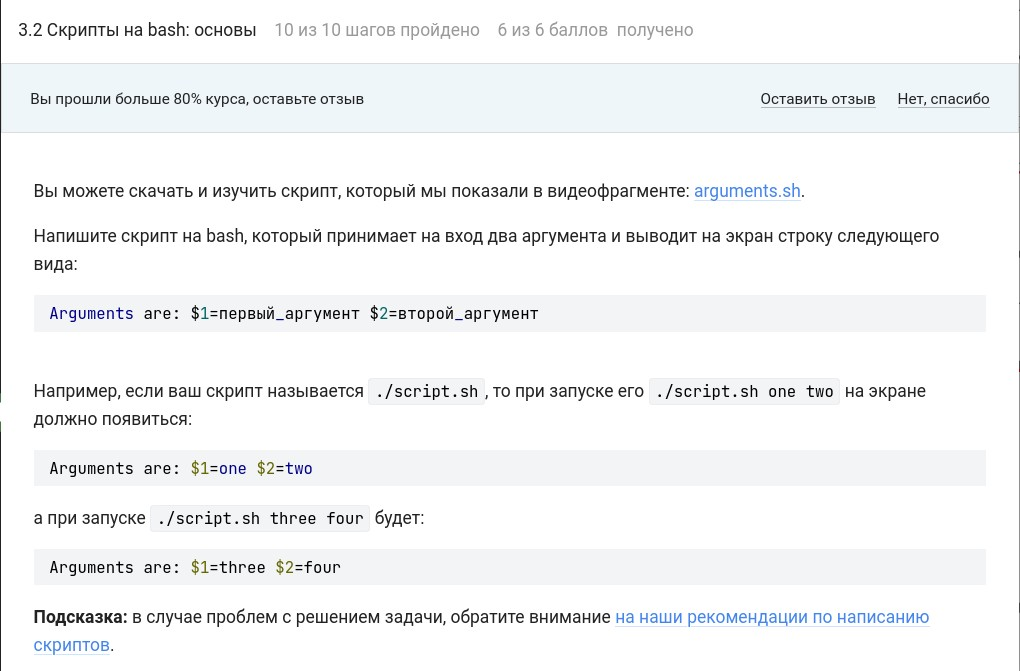 3.2 Скрипты на bash: основы 10 из 10 шагов пройдено 6 из 6 баллов получено
Вы прошли больше 80% курса, оставьте отзыв Оставить отзыв Нет, спасибо
Вы можете скачать и изучить скрипт, который мы показали в видеофрагменте: arguments.sh.
Напишите скрипт на bash, который принимает на вход два аргумента и выводит на экран строку следующего
вида:
Arguments are: $1=первый_аргумент $2=второй_аргумент
Например, если ваш скрипт называется ./script.sh, то при запуске его ./script.sh one two на экране
должно появиться:
Arguments are: $1=one $2=two
а при запуске ./script.sh three four будет:
Arguments are: $1=three $2=four
Подсказка: в случае проблем с решением задачи, обратите внимание на наши рекомендации по написанию
скриптов.